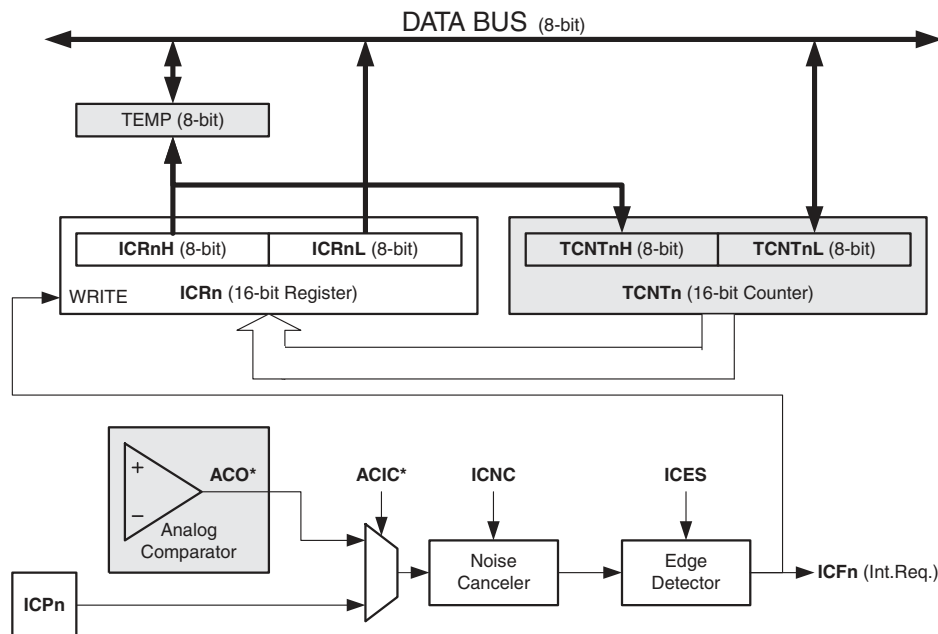 DATA BUS (8-bit)
TEMP (8-bit)
ICRnH (8-bit)
ICRnL (8-bit)
TCNTnH (8-bit)
TCNTnL (8-bit)
WRITE
ICRn (16-bit Register)
TCNTn (16-bit Counter)
+
−
ACO*
Analog
Comparator
ACIC*
ICNC
ICES
Noise
Canceler
Edge
Detector
ICFn (Int.Req.)
ICPn